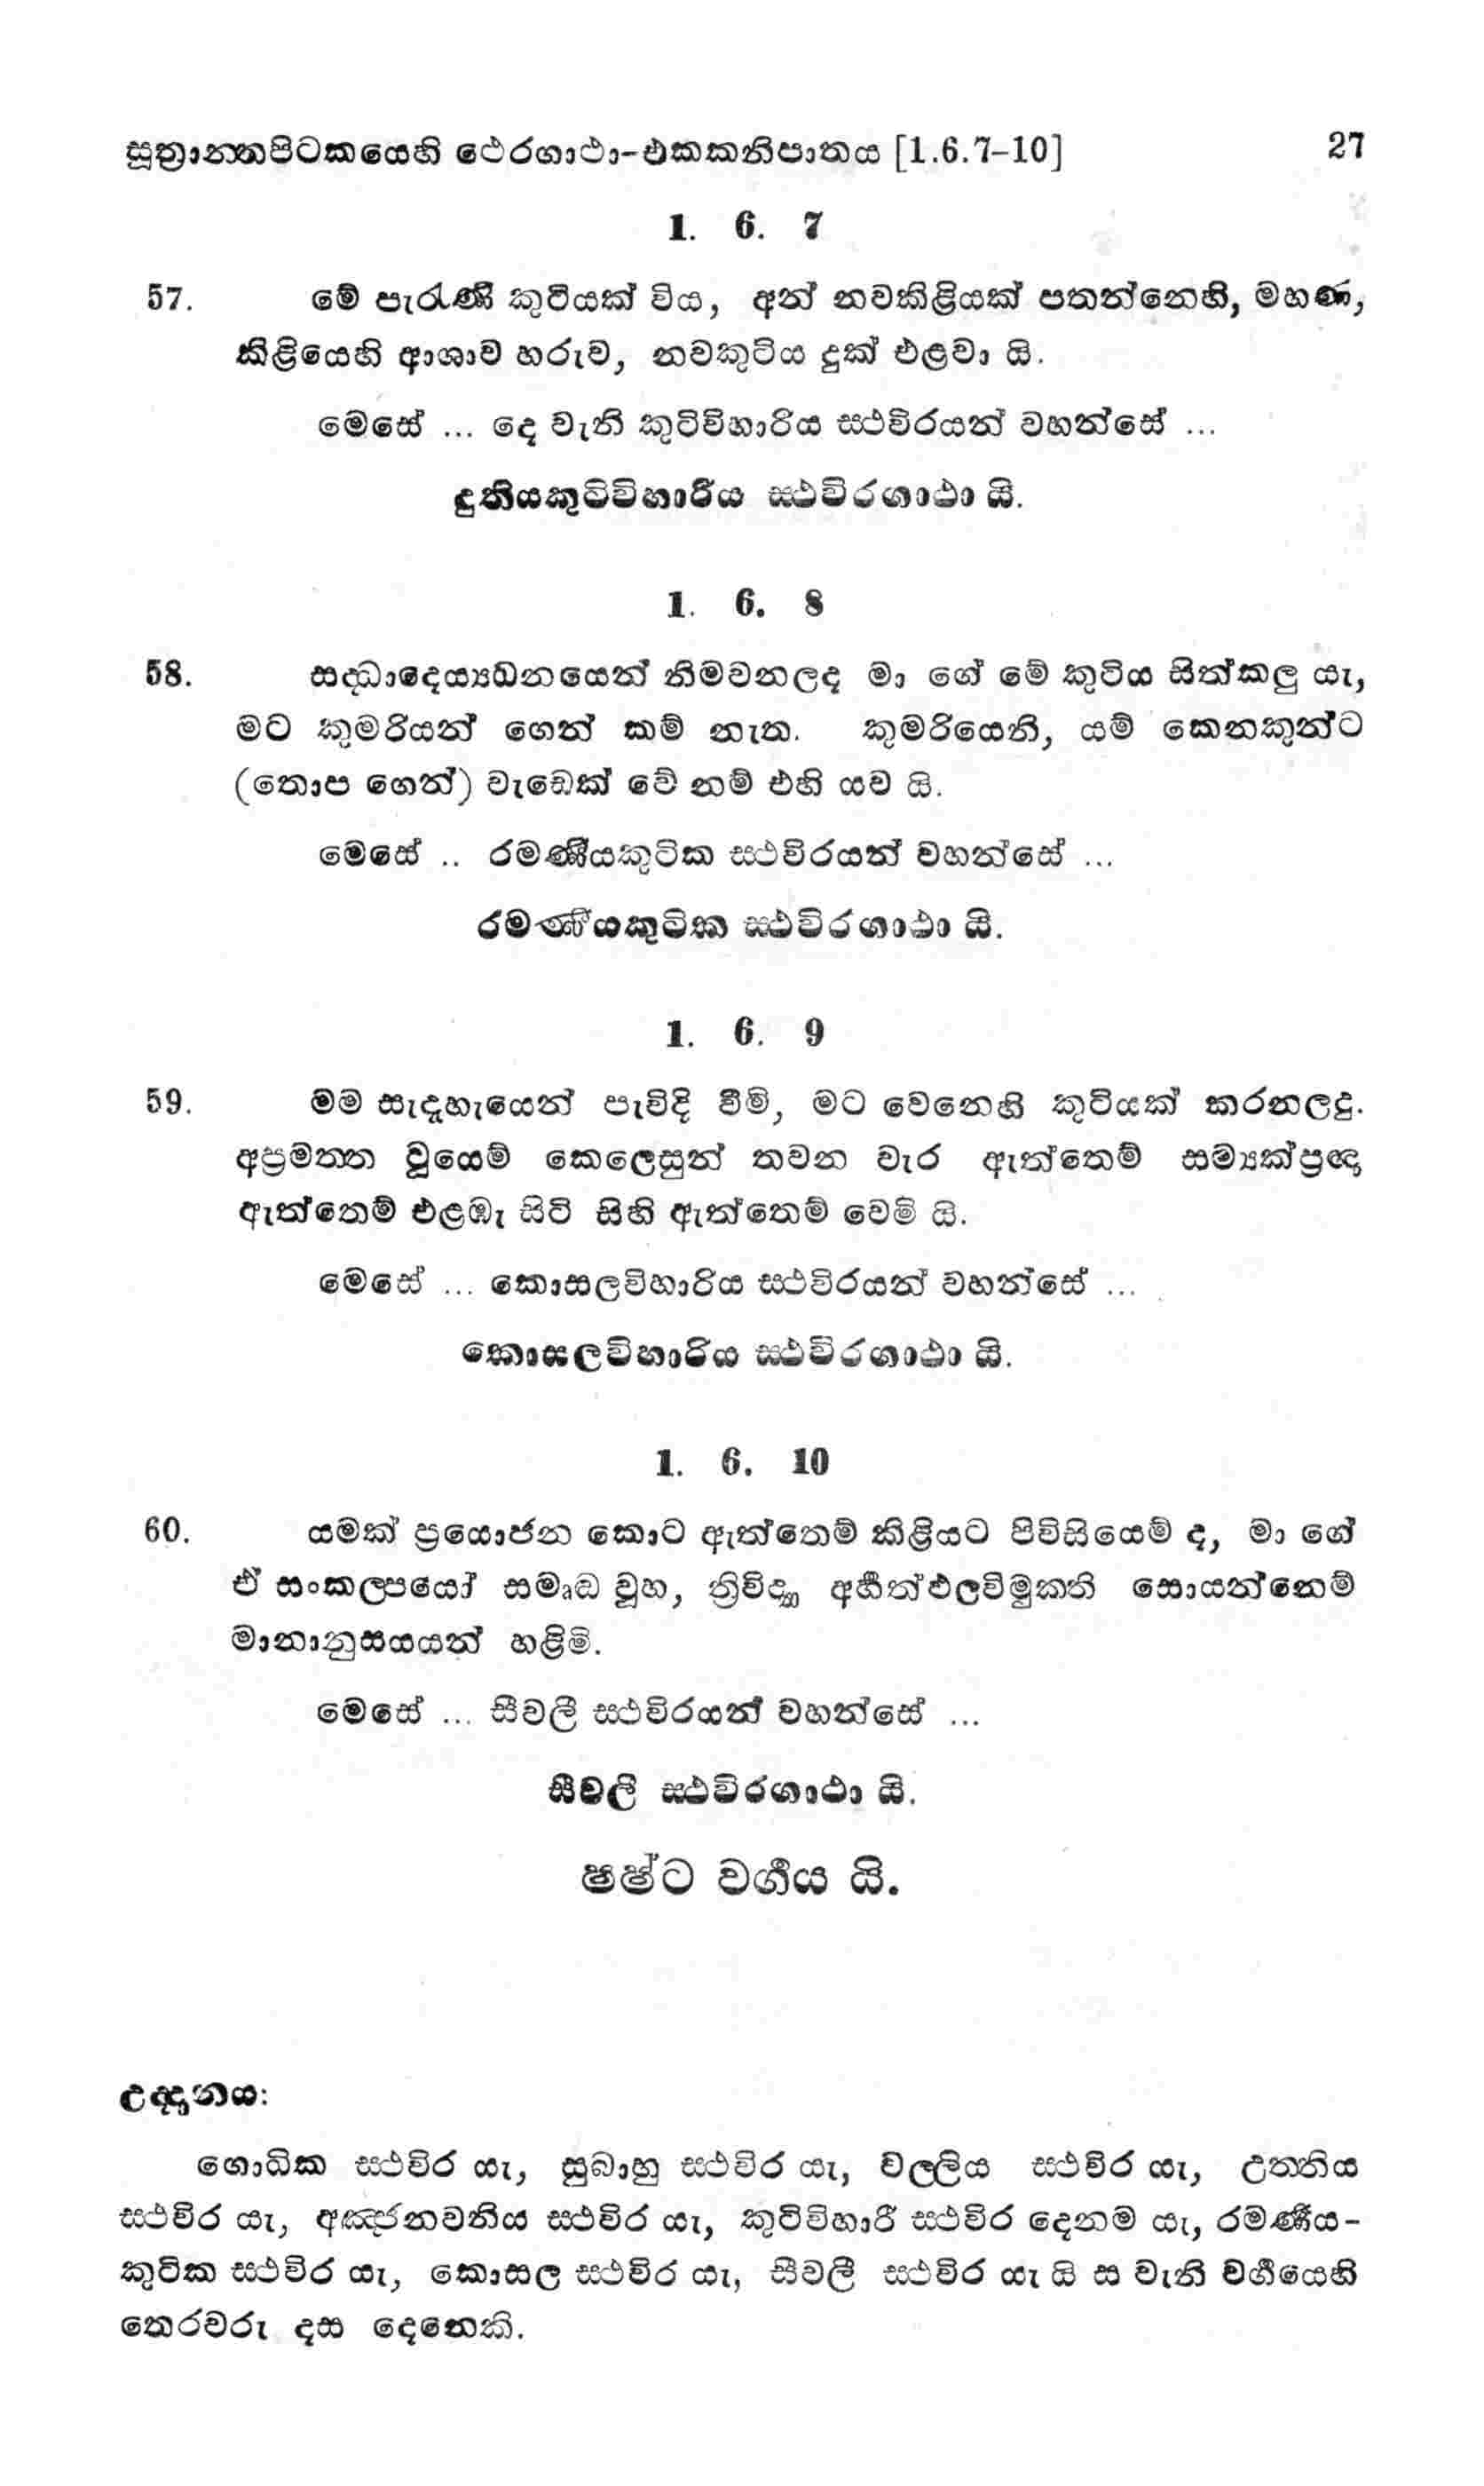 සූත්‍රාන්තපිටකයෙහි ථෙරගාථා-එකකනිපාතය [1.6.7-10] 27
1. 6. 7
57. මේ පැරැණි කුටියක් විය, අන් නවකිළියක් පතන්නෙහි, මහණ,
කිළියෙහි ආශාව හරුව, නවකුටිය දුක් එළවා යි.
මෙසේ ... දෙ වැනි කුටිවිහාරිය ස්ථවිරයන් වහන්සේ ...
දුතියකුටිවිහාරිය ස්ථවිරගාථා යි.
1. 6. 8
58. සද්ධාදෙය්‍යධනයෙන් නිමවනලද මා ගේ මේ කුටිය සිත්කලු යැ,
මට කුමරියන් ගෙන් කම් නැත. කුමරියෙනි, යම් කෙනකුන්ට
(තොප ගෙන්) වැඩෙක් වේ නම් එහි යව යි.
මෙසේ .. රමණීයකුටික ස්ථවිරයන් වහන්සේ ...
රමණීයකුටික ස්ථවිරගාථා යි.
1. 6. 9
59. මම සැදැහැයෙන් පැවිදි වීමි, මට වෙනෙහි කුටියක් කරනලදු.
අප්‍රමත්ත වූයෙම් කෙලෙසුන් තවන වැර ඇත්තෙම් සම්‍යක්ප්‍රඥා
ඇත්තෙම් එළඹැ සිටි සිහි ඇත්තෙම් වෙමි යි.
මෙසේ ... කොසලවිහාරිය ස්ථවිරයන් වහන්සේ ...
කොසලවිහාරිය ස්ථවිරගාථා යි.
1. 6. 10
60. යමක් ප්‍රයොජන කොට ඇත්තෙම් කිළියට පිවිසියෙම් ද, මා ගේ
ඒ සංකල්පයෝ සමෘද්ධ වූහ, ත්‍රිවිද්‍යා අර්හත්ඵලවිමුක්ති සොයන්නෙම්
මානානුසයයන් හළිමි.
මෙසේ ... සීවලී ස්ථවිරයන් වහන්සේ ...
සීවලි ස්ථවිරගාථා යි.
ෂෂ්ට වර්ගය යි.
උද්දානය:
ගොධික ස්ථවිර යැ, සුබාහු ස්ථවිර යැ, වල්ලිය ස්ථවිර යැ, උත්තිය
ස්ථවිර යැ, අඤ්ජනවනිය ස්ථවිර යැ, කුටිවිහාරී ස්ථවිර දෙනම යැ, රමණීය-
කුටික ස්ථවිර යැ, කොසල ස්ථවිර යැ, සීවලී ස්ථවිර යැ යි ස වැනි වර්ගයෙහි
තෙරවරු දස දෙනෙකි.